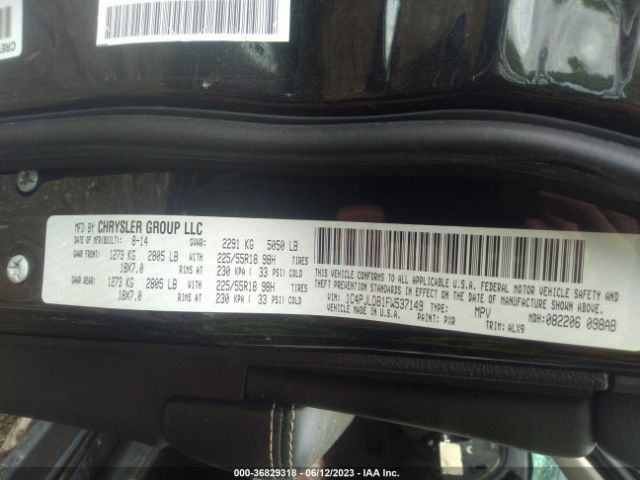 CREW
MFD BY CHRYSLER GROUP LLC
DATE OF MFR(BUILT): 8-14 GVWR: 2291 KG 5050 LB
GWR FRONT: 1273 KG 2805 LB WITH 225/55R18 98H TIRES
18X7.0 RIMS AT 230 KPA ( 33 PSI) COLD
GAWR REAR: 1273 KG 2805 LB WITH 225/55R18 98H TIRES
18X7.0 RIMS AT 230 KPA ( 33 PSI) COLD
THIS VEHICLE CONFORMS TO ALL APPLICABLE U.S.A. FEDERAL MOTOR VEHICLE SAFETY AND
THEFT PREVENTION STANDARDS IN EFFECT ON THE DATE OF MANUFACTURE SHOWN ABOVE.
VIN: 1C4PJLDB1FW537149 TYPE: MPV MDH: 082206 098AB
VEHICLE MADE IN U.S.A. PAINT: PXR TRIM: ALX9
000-36829318 - 06/12/2023 - IAA Inc.